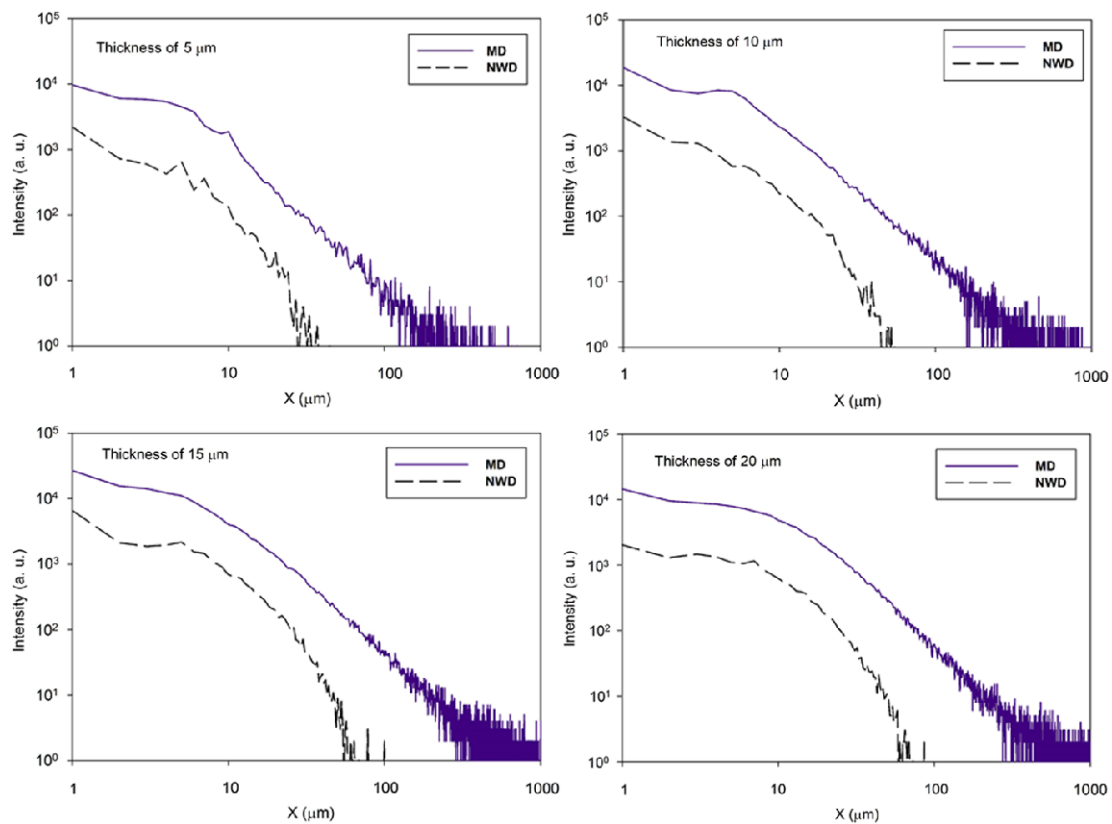 Thickness of 5 μm
MD
NWD
10⁵
10⁴
10³
10²
10¹
10⁰
Intensity (a. u.)
1
10
100
1000
X (μm)
Thickness of 10 μm
MD
NWD
10⁵
10⁴
10³
10²
10¹
10⁰
Intensity (a. u.)
1
10
100
1000
X (μm)
Thickness of 15 μm
MD
NWD
10⁵
10⁴
10³
10²
10¹
10⁰
Intensity (a. u.)
1
10
100
1000
X (μm)
Thickness of 20 μm
MD
NWD
10⁵
10⁴
10³
10²
10¹
10⁰
Intensity (a. u.)
1
10
100
1000
X (μm)